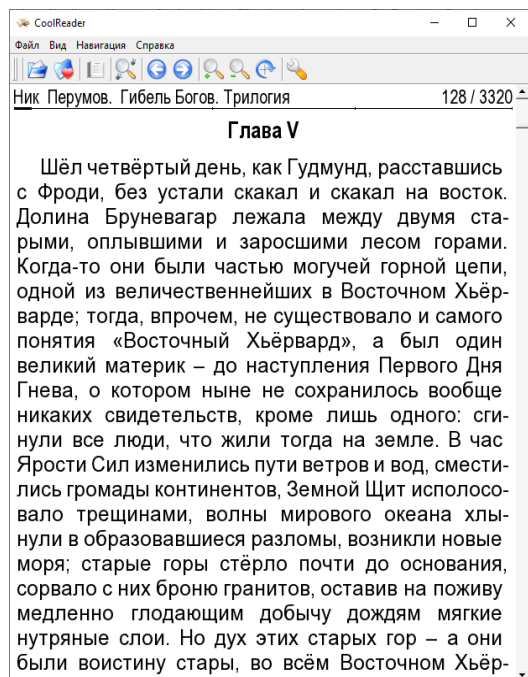 CoolReader
Файл Вид Навигация Справка
Ник Перумов. Гибель Богов. Трилогия 128 / 3320
Глава V
Шёл четвёртый день, как Гудмунд, расставшись
с Фроди, без устали скакал и скакал на восток.
Долина Бруневагар лежала между двумя ста-
рыми, оплывшими и заросшими лесом горами.
Когда-то они были частью могучей горной цепи,
одной из величественнейших в Восточном Хьёр-
варде; тогда, впрочем, не существовало и самого
понятия «Восточный Хьёрвард», а был один
великий материк – до наступления Первого Дня
Гнева, о котором ныне не сохранилось вообще
никаких свидетельств, кроме лишь одного: сги-
нули все люди, что жили тогда на земле. В час
Ярости Сил изменились пути ветров и вод, смести-
лись громады континентов, Земной Щит исполосо-
вало трещинами, волны мирового океана хлы-
нули в образовавшиеся разломы, возникли новые
моря; старые горы стёрло почти до основания,
сорвало с них броню гранитов, оставив на поживу
медленно глодающим добычу дождям мягкие
нутряные слои. Но дух этих старых гор – а они
были воистину стары, во всём Восточном Хьёр-